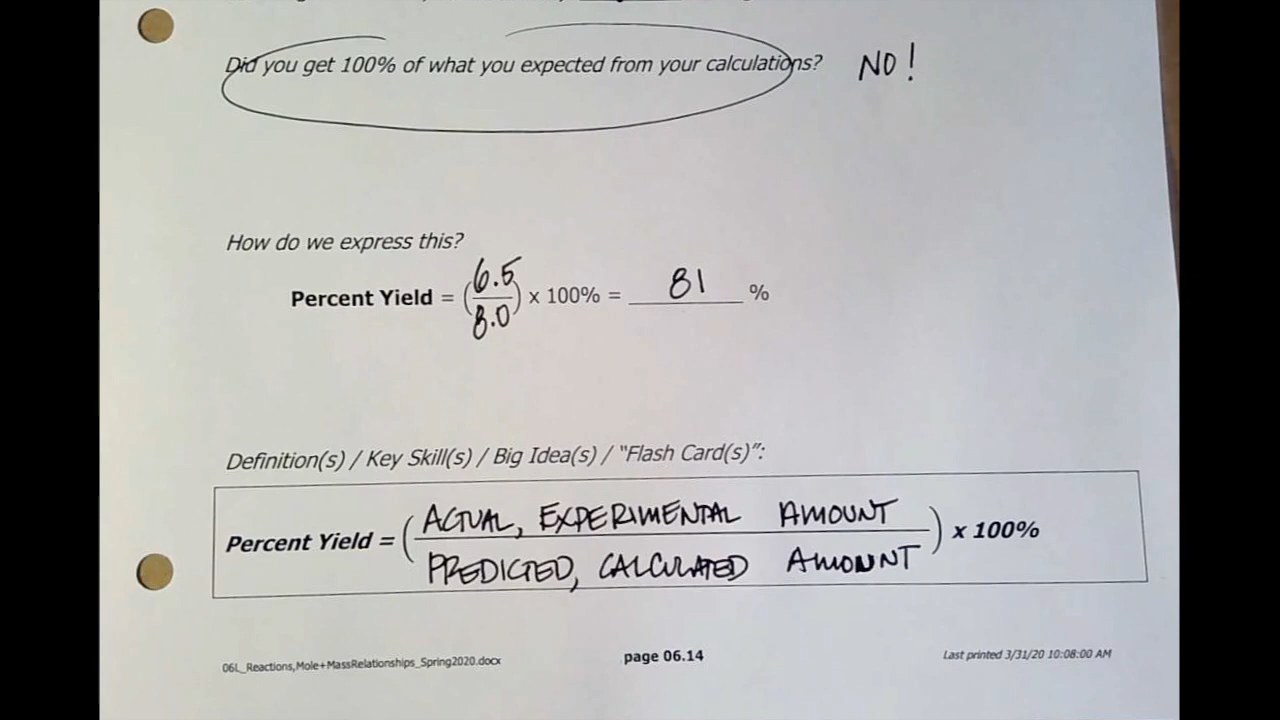 Did you get 100% of what you expected from your calculations? NO!
How do we express this?
Percent Yield = (6.5/8.0) x 100% = 81 %
Definition(s) / Key Skill(s) / Big Idea(s) / “Flash Card(s)”:
Percent Yield = (ACTUAL, EXPERIMENTAL AMOUNT / PREDICTED, CALCULATED AMOUNT) x 100%
06L_Reactions,Mole+MassRelationships_Spring2020.docx page 06.14 Last printed 3/31/20 10:08:00 AM